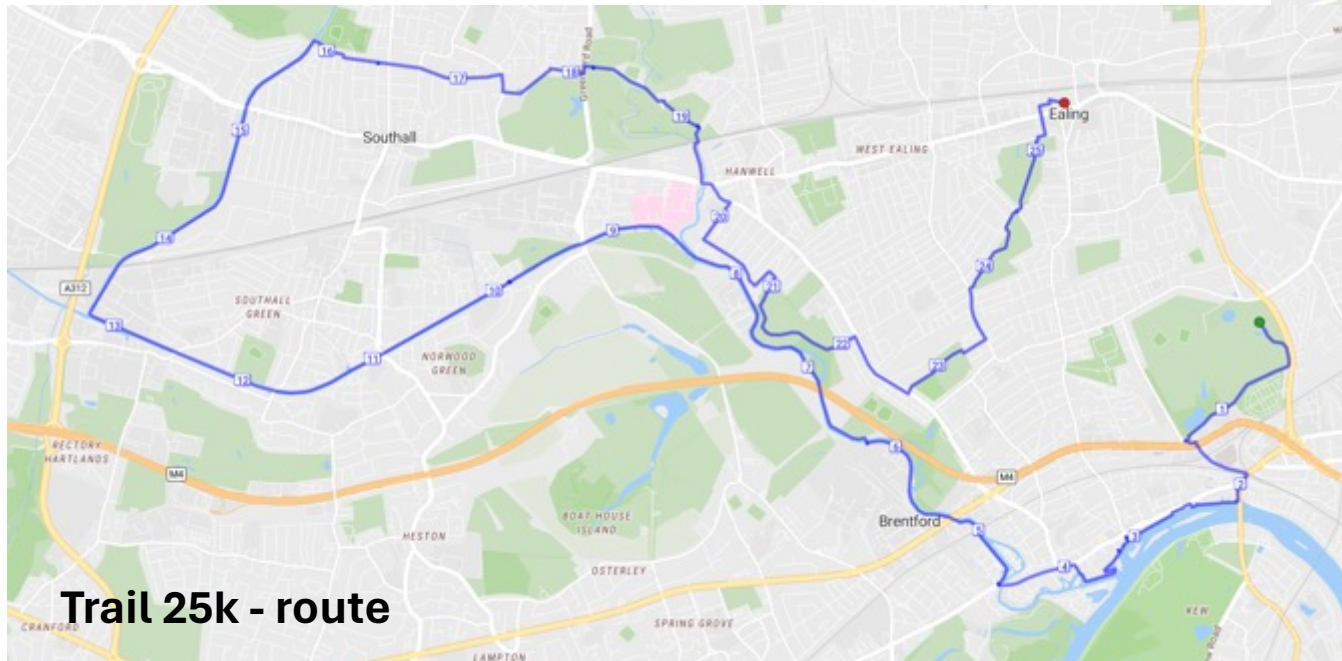 16
17
18
Greenford Road
19
15
Southall
Ealing
WEST EALING
25
HANWELL
20
9
14
8
21
24
10
A312
SOUTHALL
GREEN
13
11
NORWOOD
GREEN
22
23
7
12
1
6
RECTORY
HARTLANDS
M4
M4
2
BOAT HOUSE
ISLAND
Brentford
5
HESTON
3
4
OSTERLEY
Trail 25k - route
CRANFORD
SPRING GROVE
KEW
LAMPTON